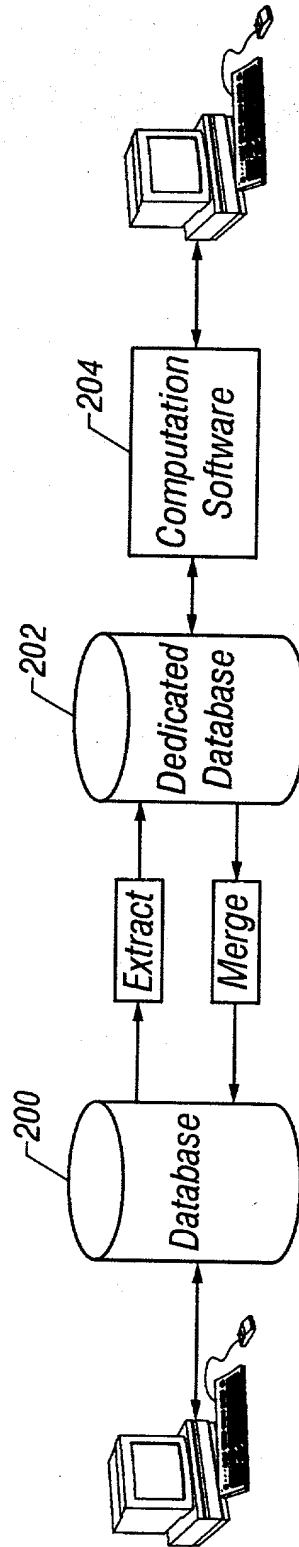 200
Database
Extract
Merge
202
Dedicated
Database
204
Computation
Software